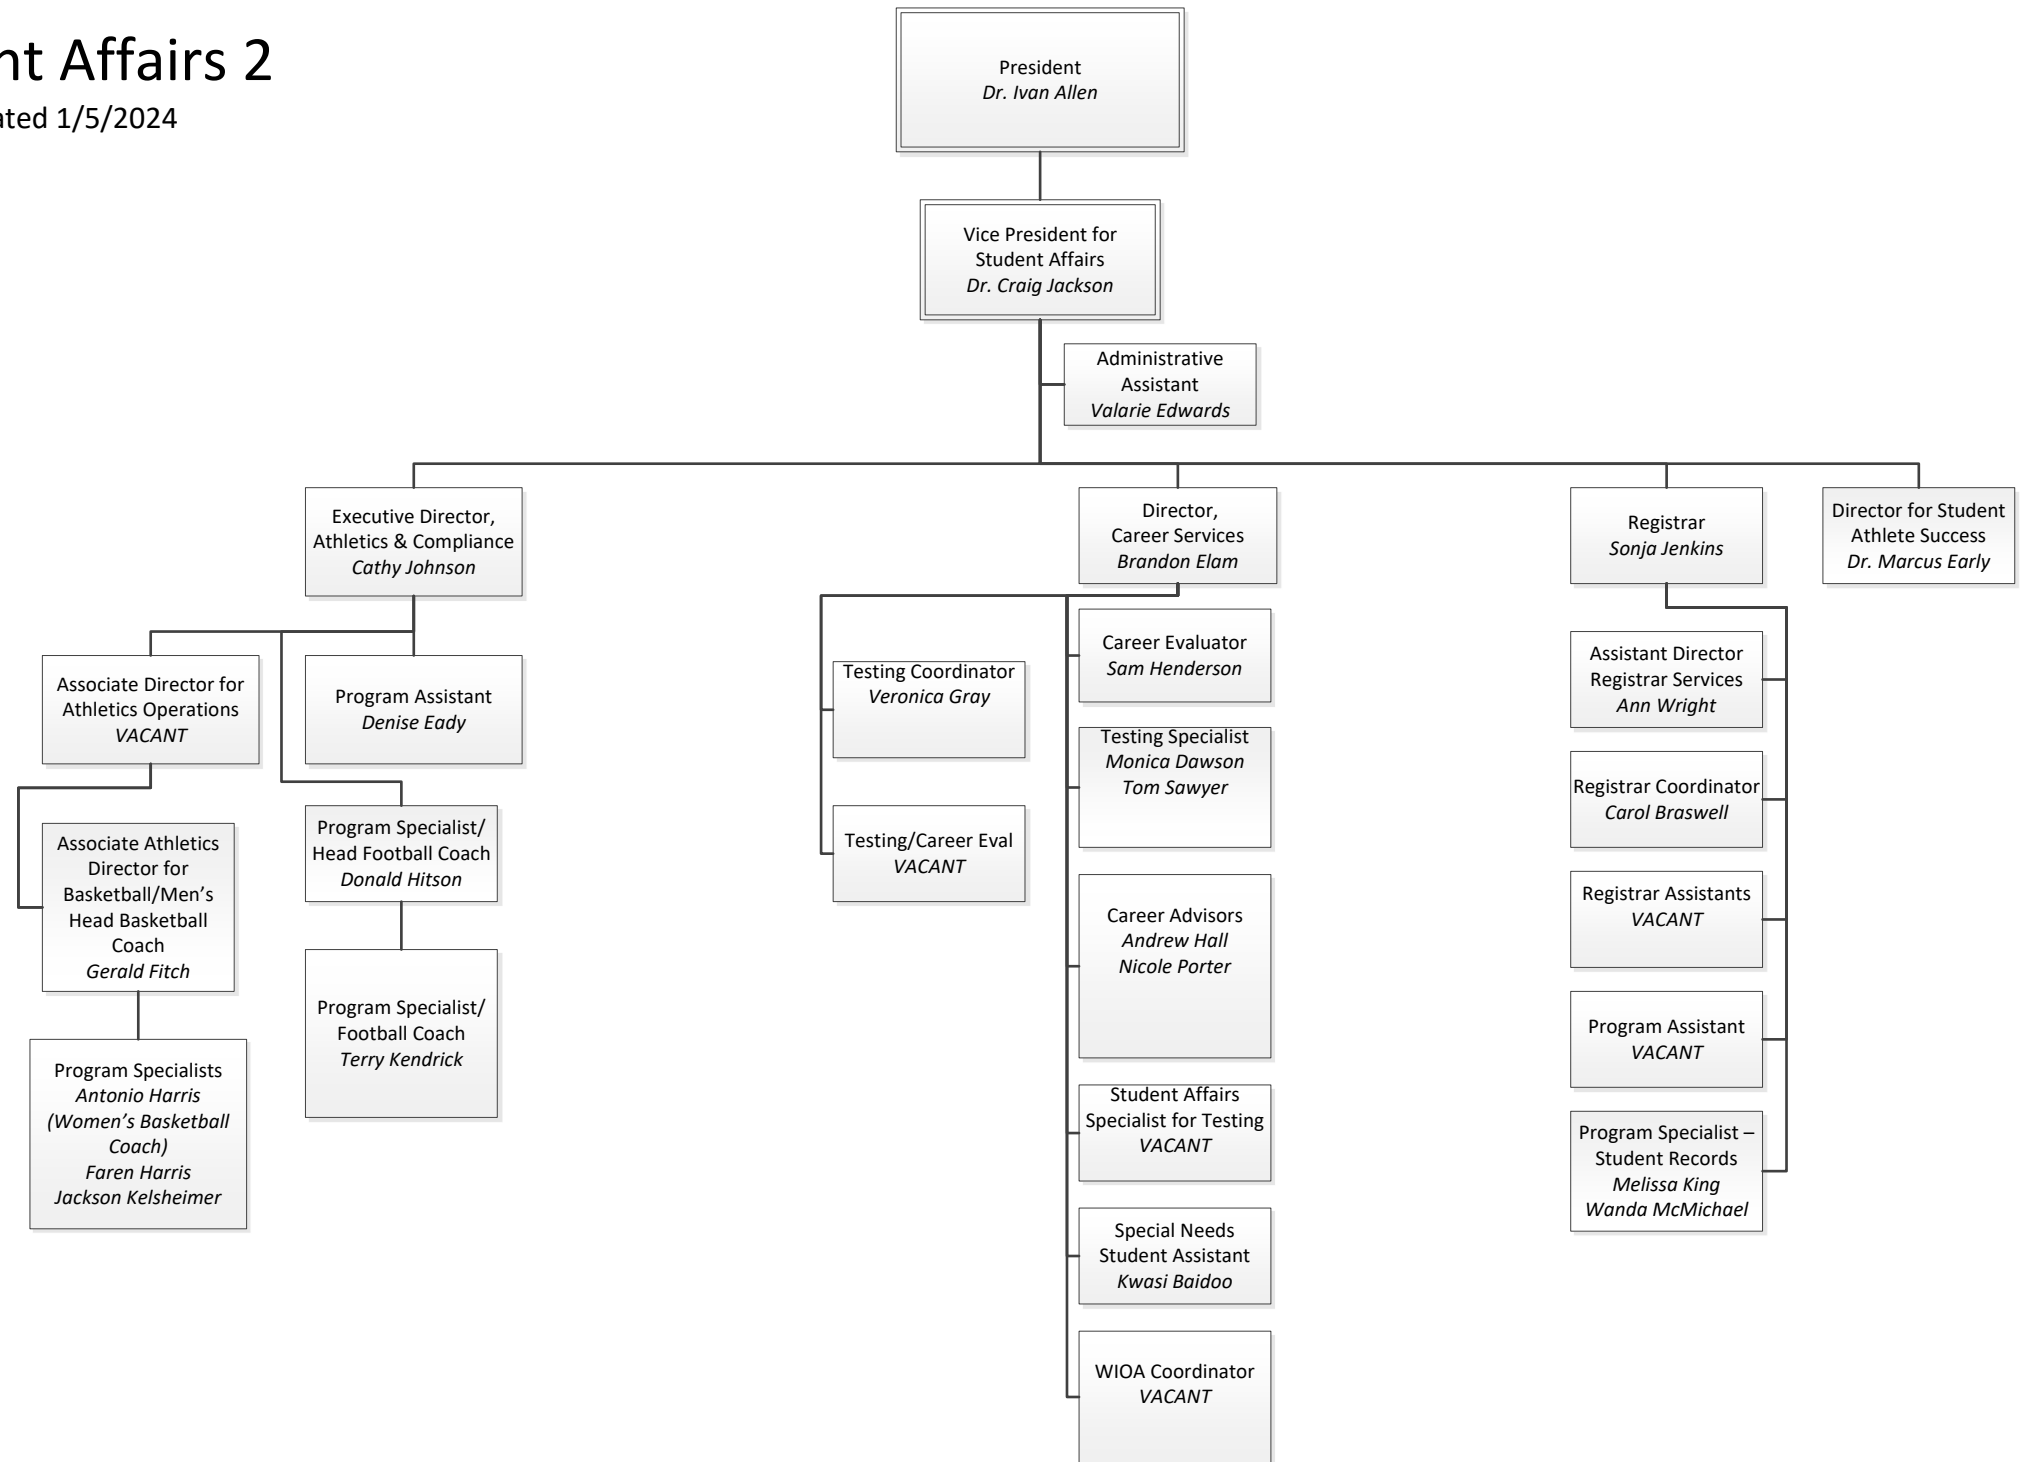 nt Affairs 2
ated 1/5/2024
President
Dr. Ivan Allen
Vice President for
Student Affairs
Dr. Craig Jackson
Administrative
Assistant
Valarie Edwards
Executive Director,
Athletics & Compliance
Cathy Johnson
Director,
Career Services
Brandon Elam
Registrar
Sonja Jenkins
Director for Student
Athlete Success
Dr. Marcus Early
Associate Director for
Athletics Operations
VACANT
Program Assistant
Denise Eady
Associate Athletics
Director for
Basketball/Men’s
Head Basketball
Coach
Gerald Fitch
Program Specialist/
Head Football Coach
Donald Hitson
Program Specialists
Antonio Harris
(Women’s Basketball
Coach)
Faren Harris
Jackson Kelsheimer
Program Specialist/
Football Coach
Terry Kendrick
Testing Coordinator
Veronica Gray
Testing/Career Eval
VACANT
Career Evaluator
Sam Henderson
Testing Specialist
Monica Dawson
Tom Sawyer
Career Advisors
Andrew Hall
Nicole Porter
Student Affairs
Specialist for Testing
VACANT
Special Needs
Student Assistant
Kwasi Baidoo
WIOA Coordinator
VACANT
Assistant Director
Registrar Services
Ann Wright
Registrar Coordinator
Carol Braswell
Registrar Assistants
VACANT
Program Assistant
VACANT
Program Specialist –
Student Records
Melissa King
Wanda McMichael